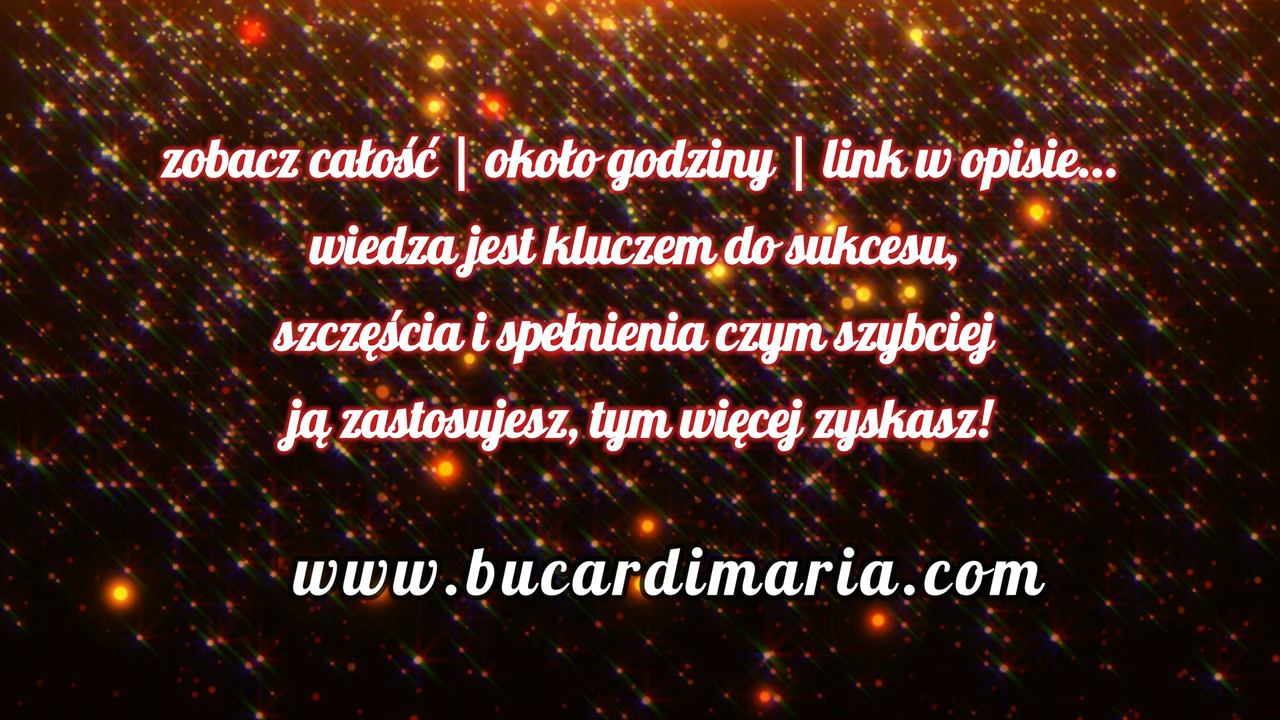 zobacz całość | około godziny | link w opisie...
wiedza jest kluczem do sukcesu,
szczęścia i spełnienia czym szybciej
ją zastosujesz, tym więcej zyskasz!
www.bucardimaria.com